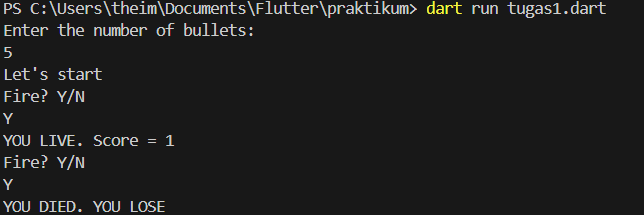 PS C:\Users\theim\Documents\Flutter\praktikum> dart run tugas1.dart
Enter the number of bullets:
5
Let's start
Fire? Y/N
Y
YOU LIVE. Score = 1
Fire? Y/N
Y
YOU DIED. YOU LOSE